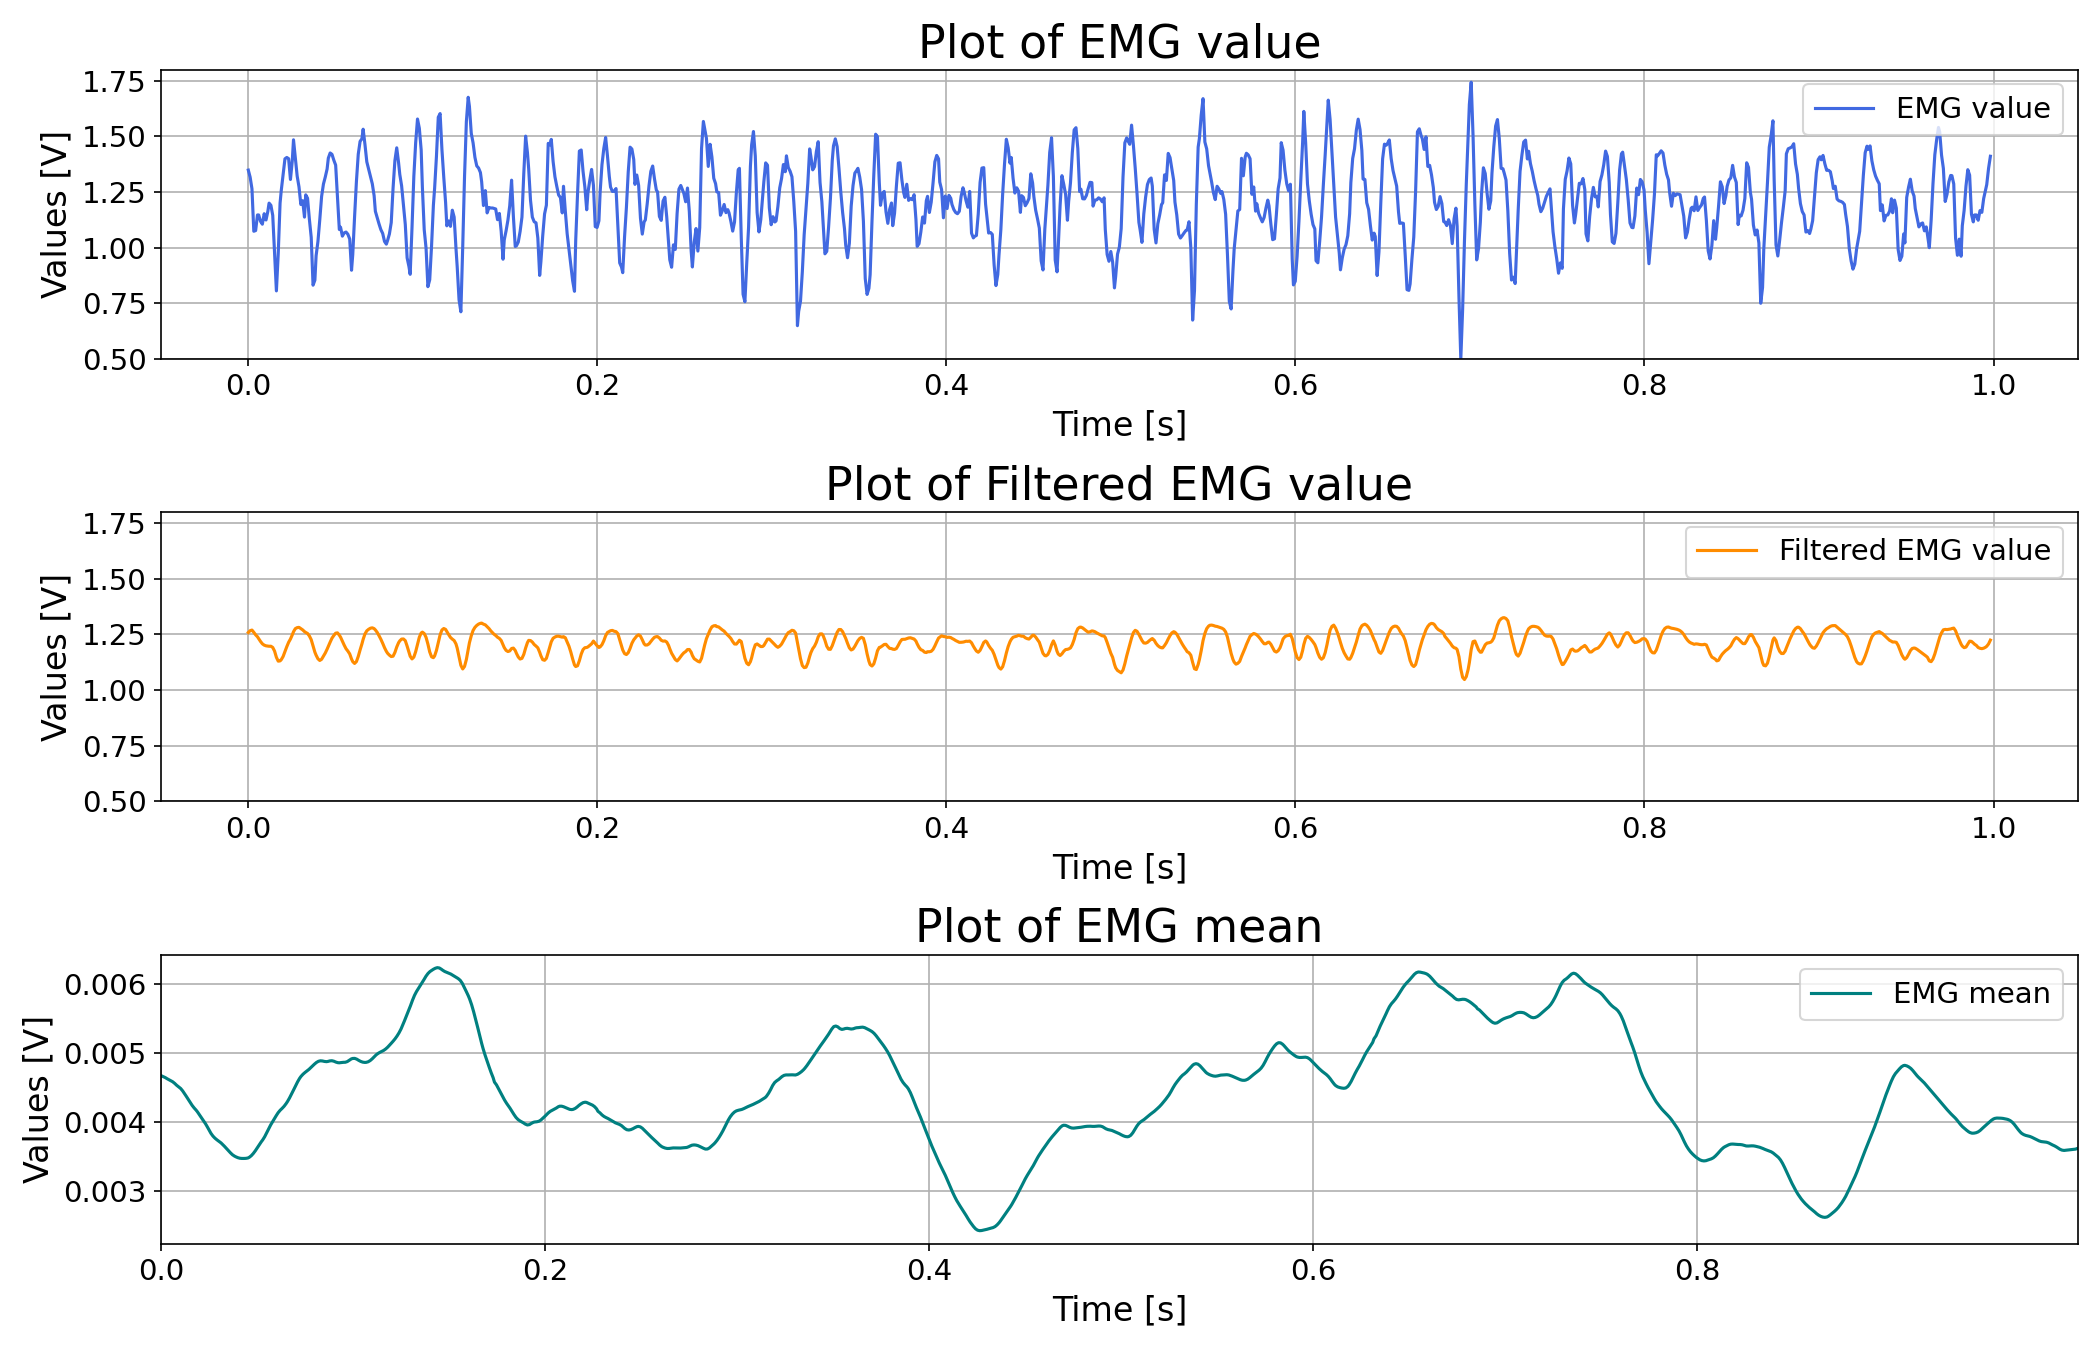 Plot of EMG value
Values [V]
1.75
1.50
1.25
1.00
0.75
0.50
EMG value
0.0 0.2 0.4 0.6 0.8 1.0
Time [s]
Plot of Filtered EMG value
Values [V]
1.75
1.50
1.25
1.00
0.75
0.50
Filtered EMG value
0.0 0.2 0.4 0.6 0.8 1.0
Time [s]
Plot of EMG mean
Values [V]
0.006
0.005
0.004
0.003
EMG mean
0.0 0.2 0.4 0.6 0.8
Time [s]